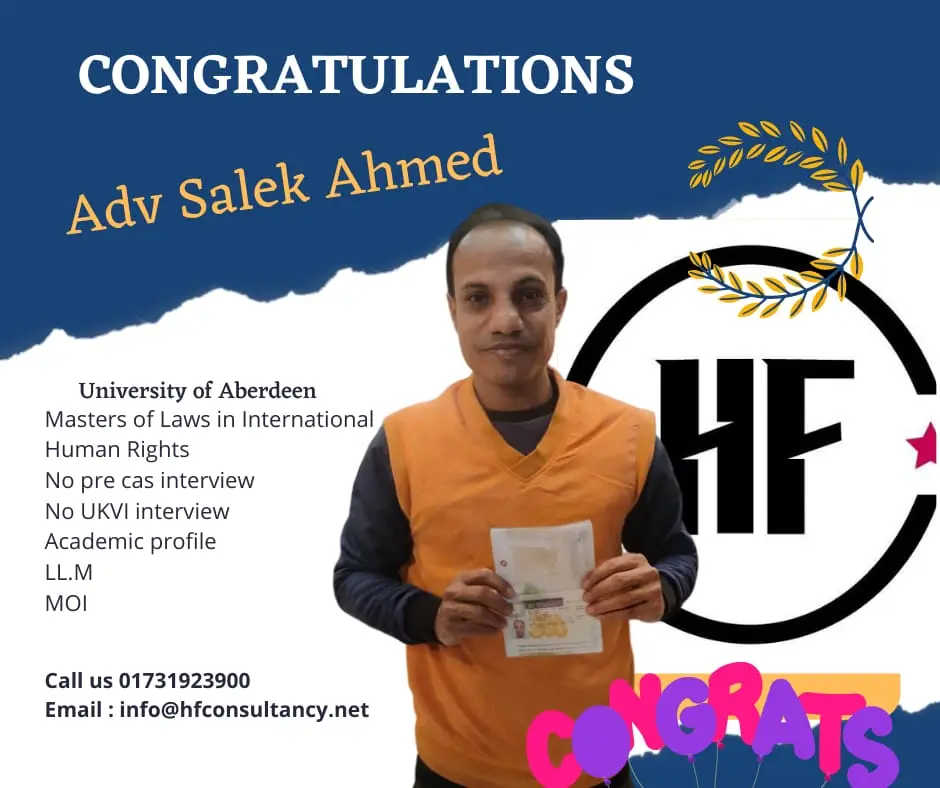 CONGRATULATIONS
Adv Salek Ahmed
University of Aberdeen
Masters of Laws in International
Human Rights
No pre cas interview
No UKVI interview
Academic profile
LL.M
MOI
Call us 01731923900
Email : info@hfconsultancy.net
HF
CONGRATS